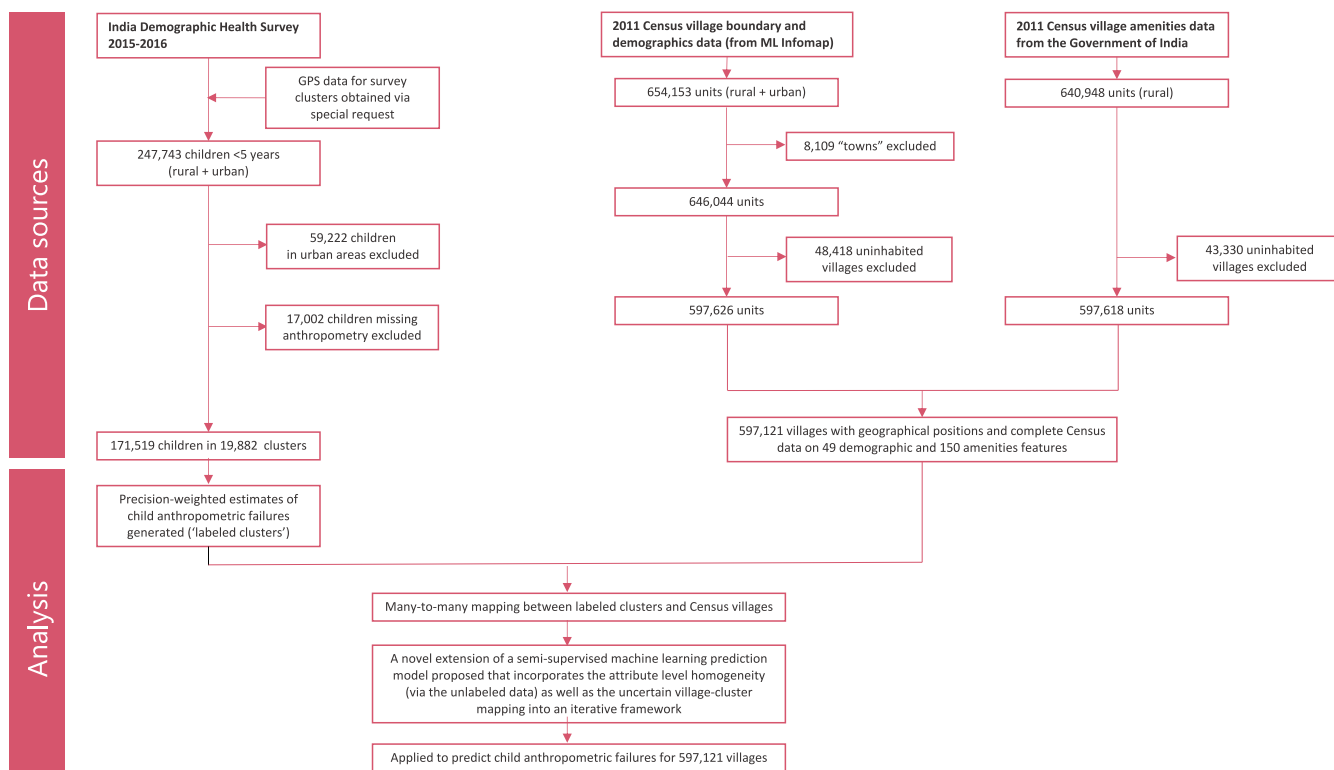 Data sources
India Demographic Health Survey
2015-2016
GPS data for survey
clusters obtained via
special request
247,743 children <5 years
(rural + urban)
59,222 children
in urban areas excluded
17,002 children missing
anthropometry excluded
171,519 children in 19,882 clusters
2011 Census village boundary and
demographics data (from ML Infomap)
654,153 units (rural + urban)
8,109 “towns” excluded
646,044 units
48,418 uninhabited
villages excluded
597,626 units
2011 Census village amenities data
from the Government of India
640,948 units (rural)
43,330 uninhabited
villages excluded
597,618 units
597,121 villages with geographical positions and complete Census
data on 49 demographic and 150 amenities features
Analysis
Precision-weighted estimates of
child anthropometric failures
generated (‘labeled clusters’)
Many-to-many mapping between labeled clusters and Census villages
A novel extension of a semi-supervised machine learning prediction
model proposed that incorporates the attribute level homogeneity
(via the unlabeled data) as well as the uncertain village-cluster
mapping into an iterative framework
Applied to predict child anthropometric failures for 597,121 villages